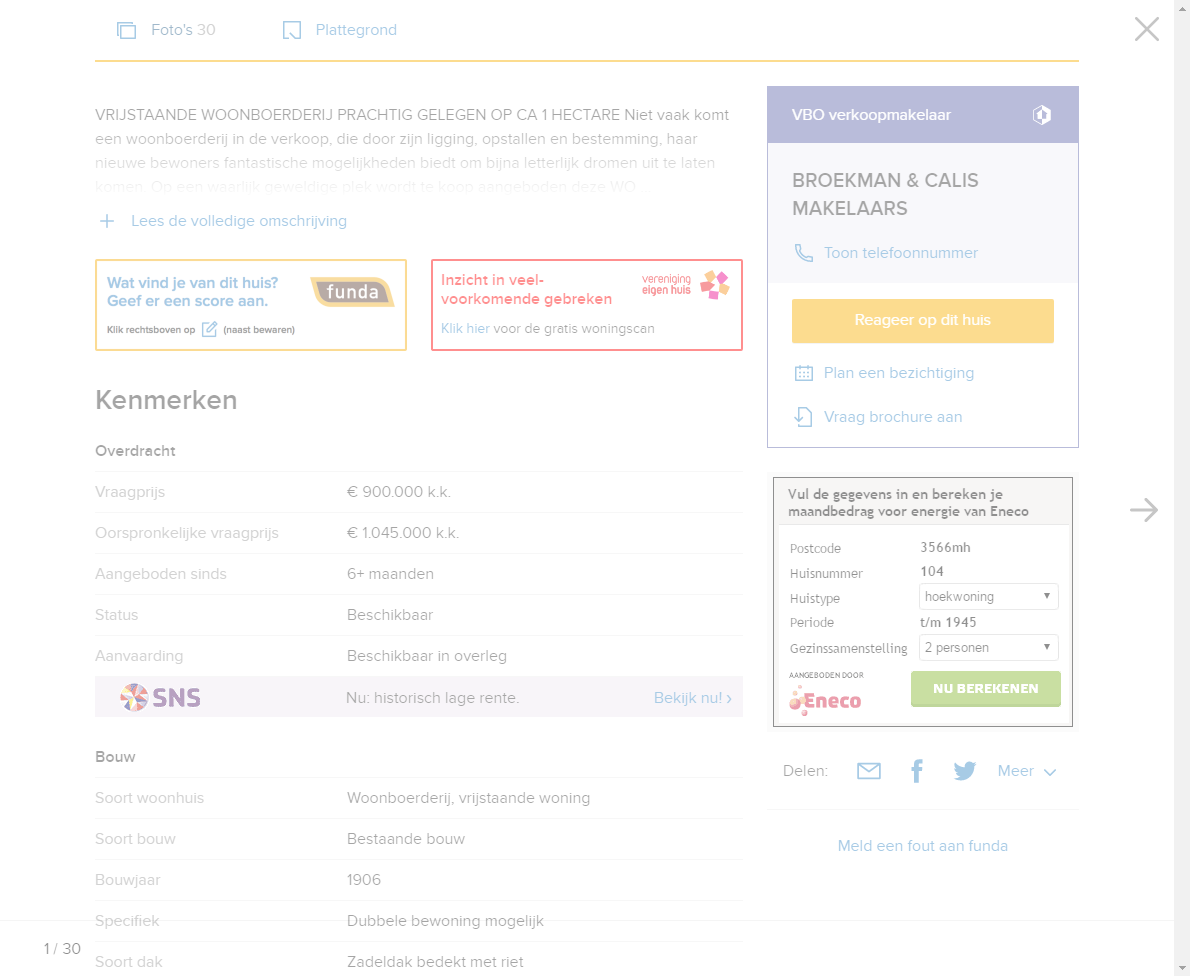 Foto's 30
Plattegrond
VRIJSTAANDE WOONBOERDERIJ PRACHTIG GELEGEN OP CA 1 HECTARE Niet vaak komt
een woonboerderij in de verkoop, die door zijn ligging, opstallen en bestemming, haar
nieuwe bewoners fantastische mogelijkheden biedt om bijna letterlijk dromen uit te laten
komen. Op een waarlijk geweldige plek wordt te koop aangeboden deze WO...
Lees de volledige omschrijving
Wat vind je van dit huis?
Geef er een score aan.
funda
Klik rechtsboven op (naast bewaren)
Inzicht in veel-
voorkomende gebreken
vereniging
eigen huis
Klik hier voor de gratis woningscan
Kenmerken
Overdracht
Vraagprijs € 900.000 k.k.
Oorspronkelijke vraagprijs € 1.045.000 k.k.
Aangeboden sinds 6+ maanden
Status Beschikbaar
Aanvaarding Beschikbaar in overleg
SNS Nu: historisch lage rente. Bekijk nu! ›
Bouw
Soort woonhuis Woonboerderij, vrijstaande woning
Soort bouw Bestaande bouw
Bouwjaar 1906
Specifiek Dubbele bewoning mogelijk
Soort dak Zadeldak bedekt met riet
1 / 30
VBO verkoopmakelaar
BROEKMAN & CALIS
MAKELAARS
Toon telefoonnummer
Reageer op dit huis
Plan een bezichtiging
Vraag brochure aan
Vul de gegevens in en bereken je
maandbedrag voor energie van Eneco
Postcode 3566mh
Huisnummer 104
Huistype hoekwoning
Periode t/m 1945
Gezinssamenstelling 2 personen
AANGEBODEN DOOR
Eneco
NU BEREKENEN
Delen: Meer
Meld een fout aan funda